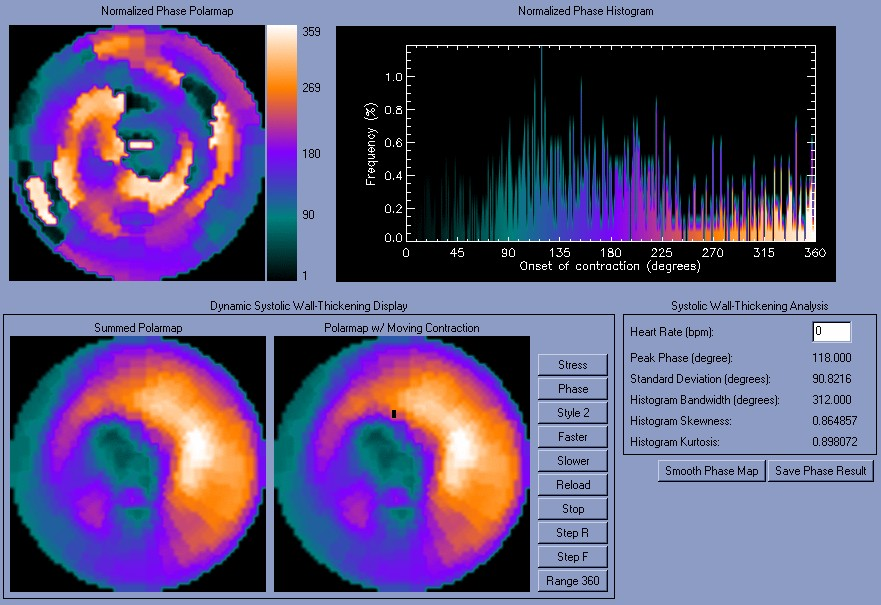 Normalized Phase Polarmap
359
269
180
90
1
Normalized Phase Histogram
Frequency (%)
1.0
0.8
0.6
0.4
0.2
0.0
0 45 90 135 180 225 270 315 360
Onset of contraction (degrees)
Dynamic Systolic Wall-Thickening Display
Summed Polarmap
Polarmap w/ Moving Contraction
Stress
Phase
Style 2
Faster
Slower
Reload
Stop
Step R
Step F
Range 360
Systolic Wall-Thickening Analysis
Heart Rate (bpm): 0
Peak Phase (degree): 118.000
Standard Deviation (degrees): 90.8216
Histogram Bandwidth (degrees): 312.000
Histogram Skewness: 0.864857
Histogram Kurtosis: 0.898072
Smooth Phase Map Save Phase Result